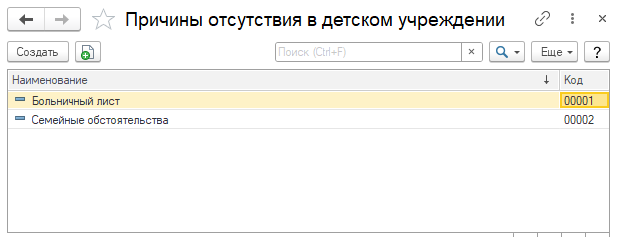 Причины отсутствия в детском учреждении
Создать Поиск (Ctrl+F) × Еще ?
Наименование ↓ Код
Больничный лист 00001
Семейные обстоятельства 00002